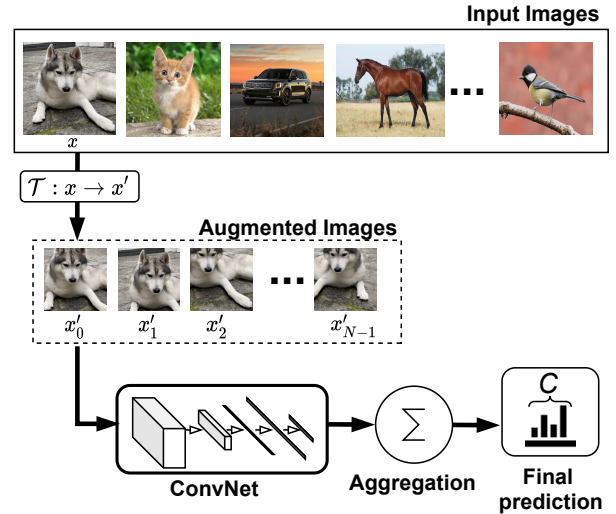 Input Images
...
x
𝒯 : x → x′
Augmented Images
...
x′₀
x′₁
x′₂
x′_{N−1}
C
∑
ConvNet
Aggregation
Final
prediction